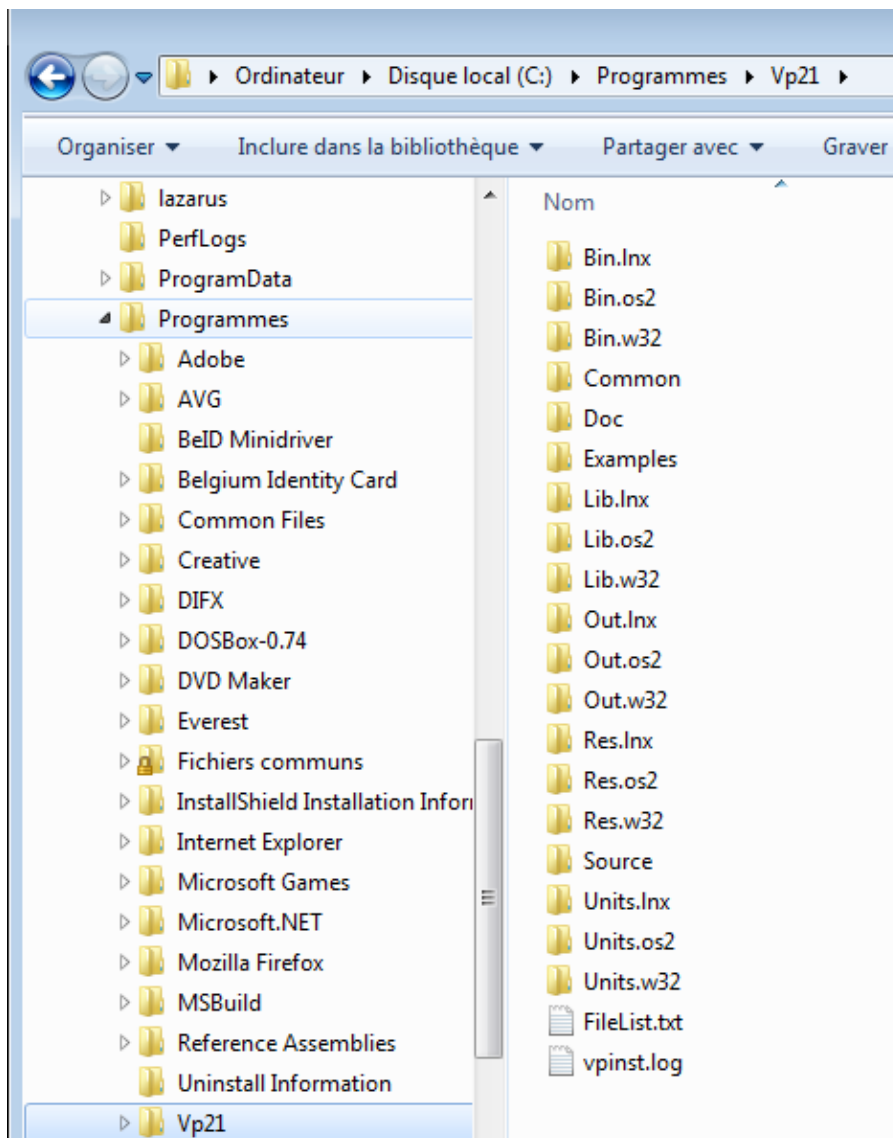 Ordinateur Disque local (C:) Programmes Vp21
Organiser Inclure dans la bibliothèque Partager avec Graver
lazarus
PerfLogs
ProgramData
Programmes
Adobe
AVG
BeID Minidriver
Belgium Identity Card
Common Files
Creative
DIFX
DOSBox-0.74
DVD Maker
Everest
Fichiers communs
InstallShield Installation Infor
Internet Explorer
Microsoft Games
Microsoft.NET
Mozilla Firefox
MSBuild
Reference Assemblies
Uninstall Information
Vp21
Nom
Bin.lnx
Bin.os2
Bin.w32
Common
Doc
Examples
Lib.lnx
Lib.os2
Lib.w32
Out.lnx
Out.os2
Out.w32
Res.lnx
Res.os2
Res.w32
Source
Units.lnx
Units.os2
Units.w32
FileList.txt
vpinst.log